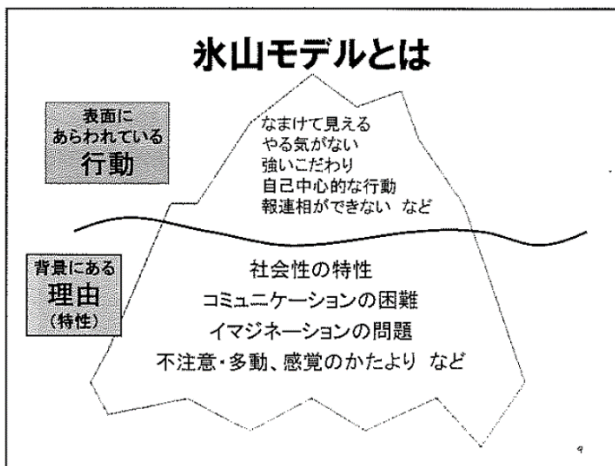 氷山モデルとは
表面に
あらわれている
行動
なまけて見える
やる気がない
強いこだわり
自己中心的な行動
報連相ができない など
背景にある
理由
(特性)
社会性の特性
コミュニケーションの困難
イマジネーションの問題
不注意・多動、感覚のかたより など
9